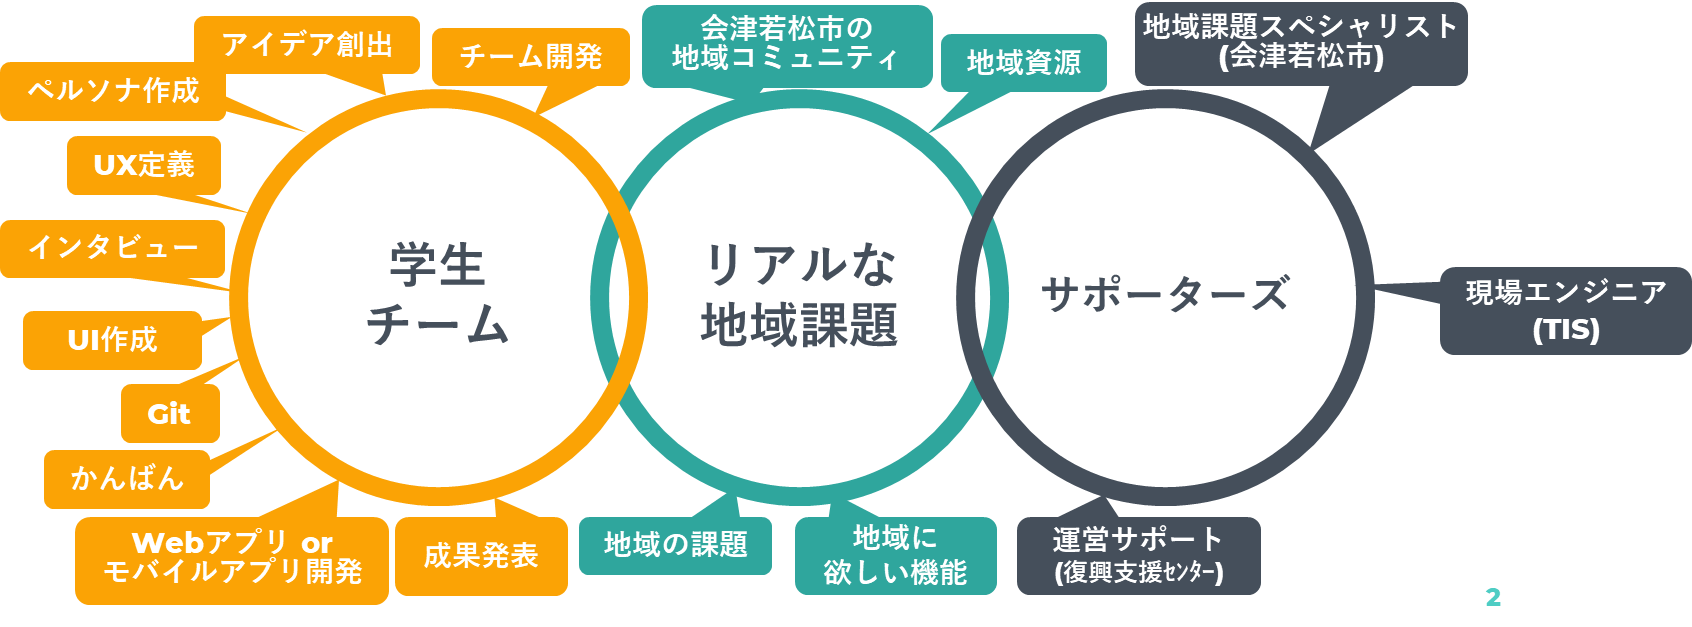 アイデア創出
チーム開発
ペルソナ作成
UX定義
インタビュー
UI作成
Git
かんばん
Webアプリ or
モバイルアプリ開発
成果発表
学生
チーム
会津若松市の
地域コミュニティ
地域資源
リアルな
地域課題
地域の課題
地域に
欲しい機能
地域課題スペシャリスト
(会津若松市)
サポーターズ
現場エンジニア
(TIS)
運営サポート
(復興支援ｾﾝﾀｰ)
2